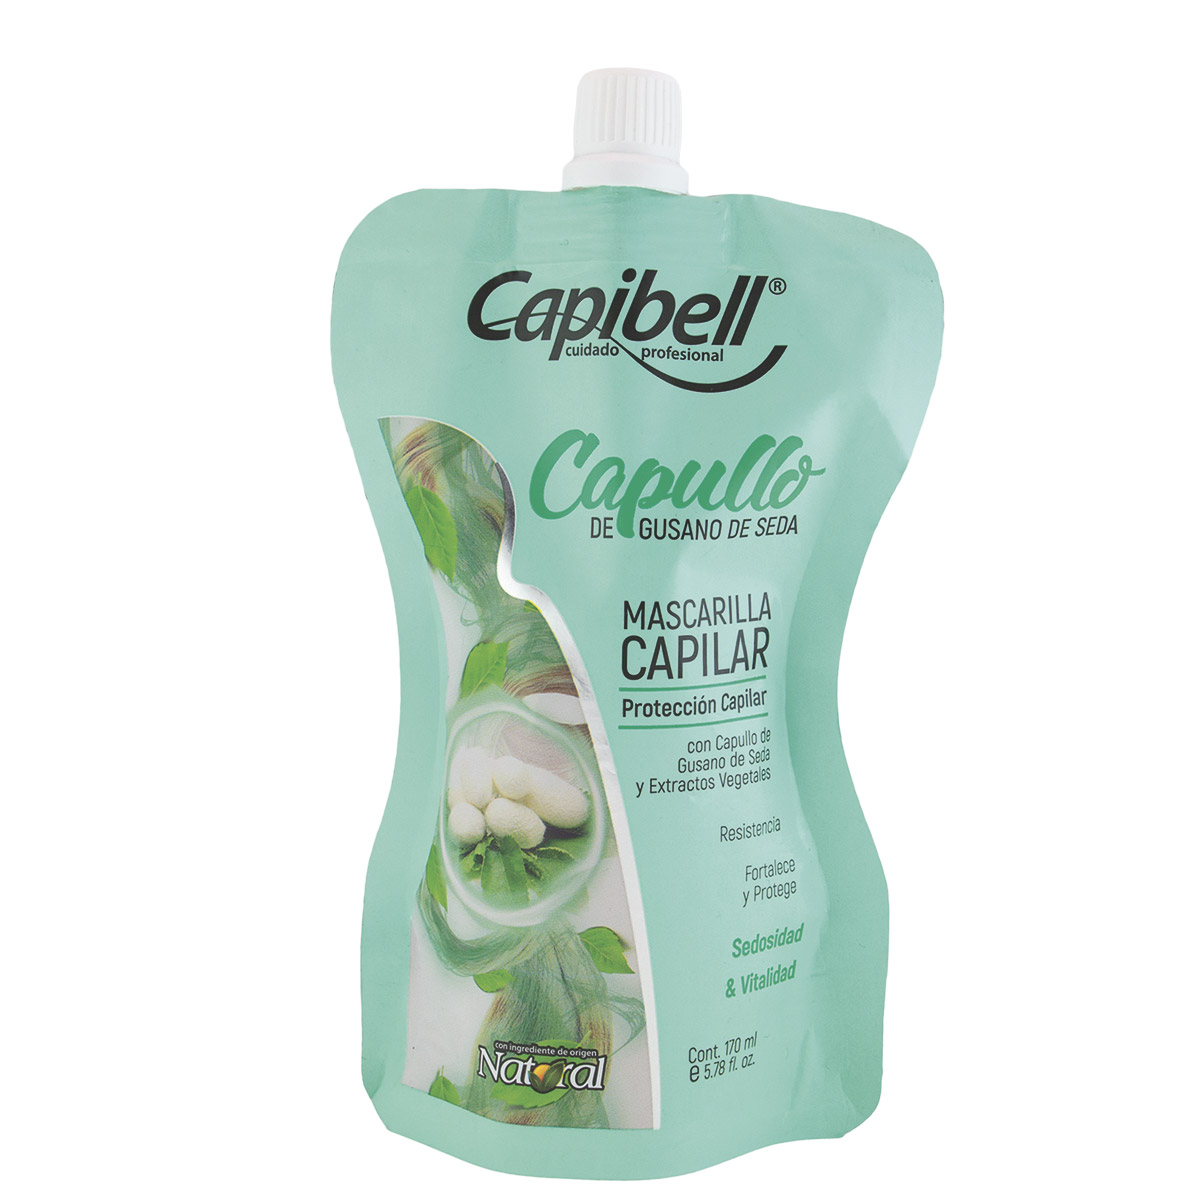 Capibell®
cuidado profesional
Capullo
DE GUSANO DE SEDA
MASCARILLA
CAPILAR
Protección Capilar
con Capullo de
Gusano de Seda
y Extractos Vegetales
Resistencia
Fortalece
y Protege
Sedosidad
& Vitalidad
con ingrediente de origen
Natural
Cont. 170 ml
e 5.78 fl. oz.